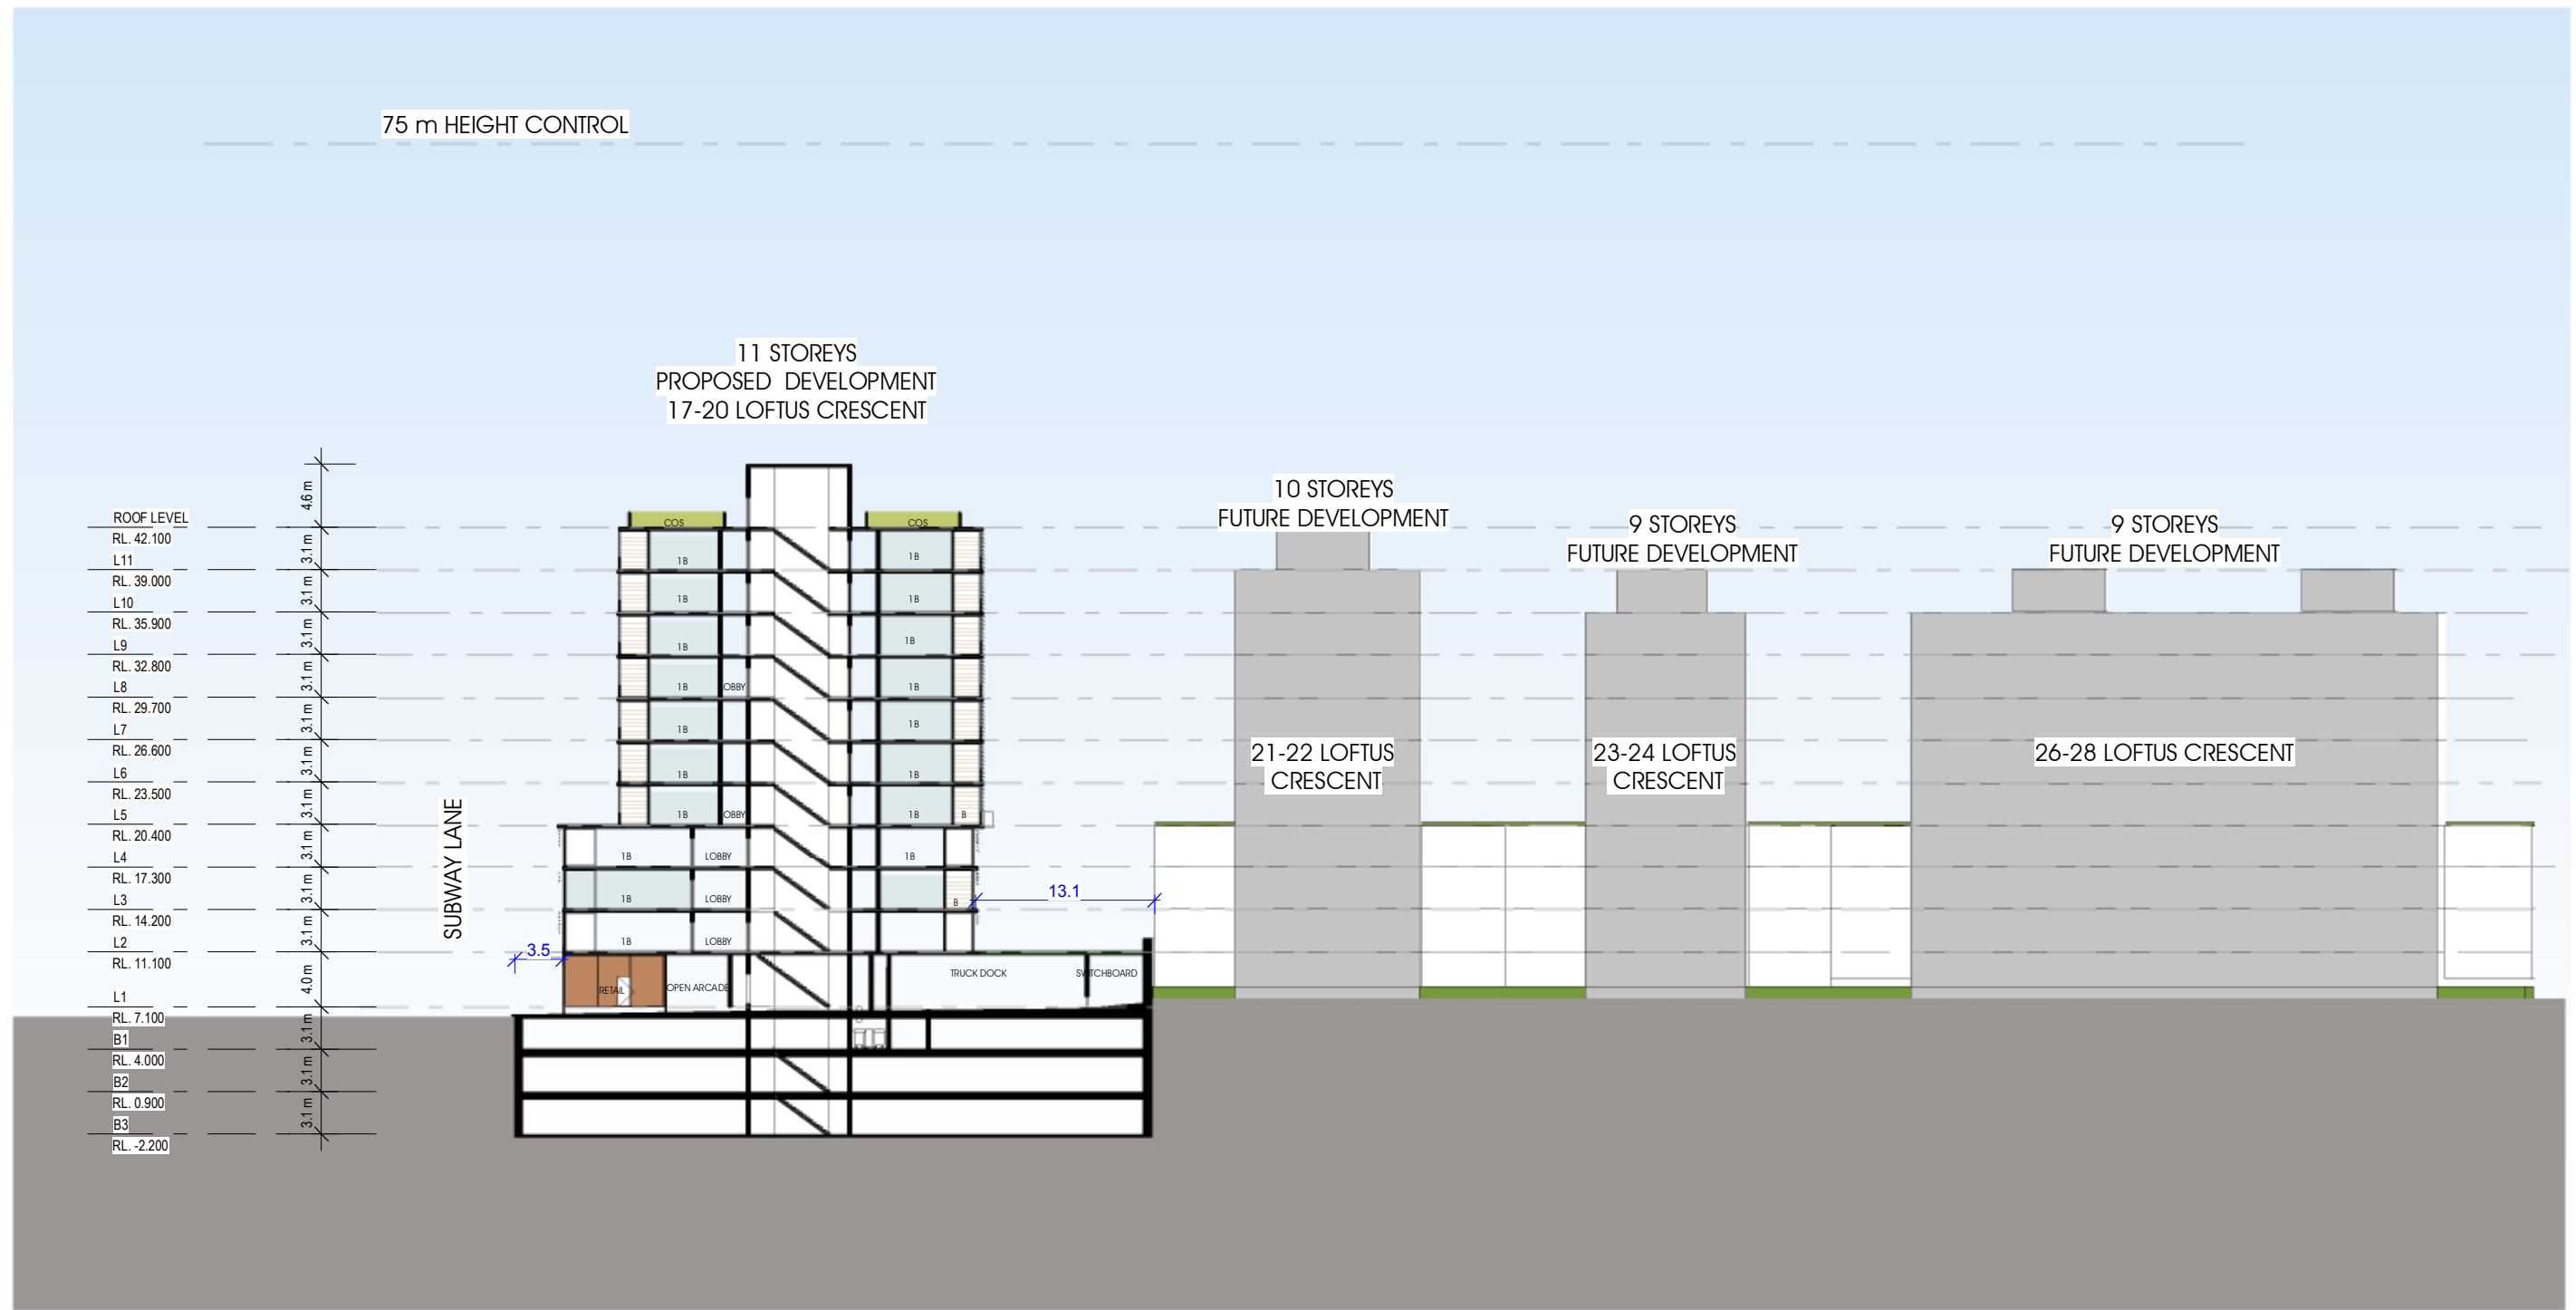 75 m HEIGHT CONTROL
11 STOREYS
PROPOSED DEVELOPMENT
17-20 LOFTUS CRESCENT
10 STOREYS
FUTURE DEVELOPMENT
9 STOREYS
FUTURE DEVELOPMENT
9 STOREYS
FUTURE DEVELOPMENT
21-22 LOFTUS
CRESCENT
23-24 LOFTUS
CRESCENT
26-28 LOFTUS CRESCENT
SUBWAY LANE
4.6 m
ROOF LEVEL
RL. 42.100
3.1 m
L11
RL. 39.000
3.1 m
L10
RL. 35.900
3.1 m
L9
RL. 32.800
3.1 m
L8
RL. 29.700
3.1 m
L7
RL. 26.600
3.1 m
L6
RL. 23.500
3.1 m
L5
RL. 20.400
3.1 m
L4
RL. 17.300
3.1 m
L3
RL. 14.200
3.1 m
L2
RL. 11.100
4.0 m
L1
RL. 7.100
3.1 m
B1
RL. 4.000
3.1 m
B2
RL. 0.900
3.1 m
B3
RL. -2.200
COS
COS
1B
1B
1B
1B
1B
1B
1B
OBBY
1B
1B
1B
1B
1B
1B
OBBY
1B
B
1B
LOBBY
1B
1B
LOBBY
B
1B
LOBBY
13.1
3.5
RETAIL
OPEN ARCADE
TRUCK DOCK
SWITCHBOARD